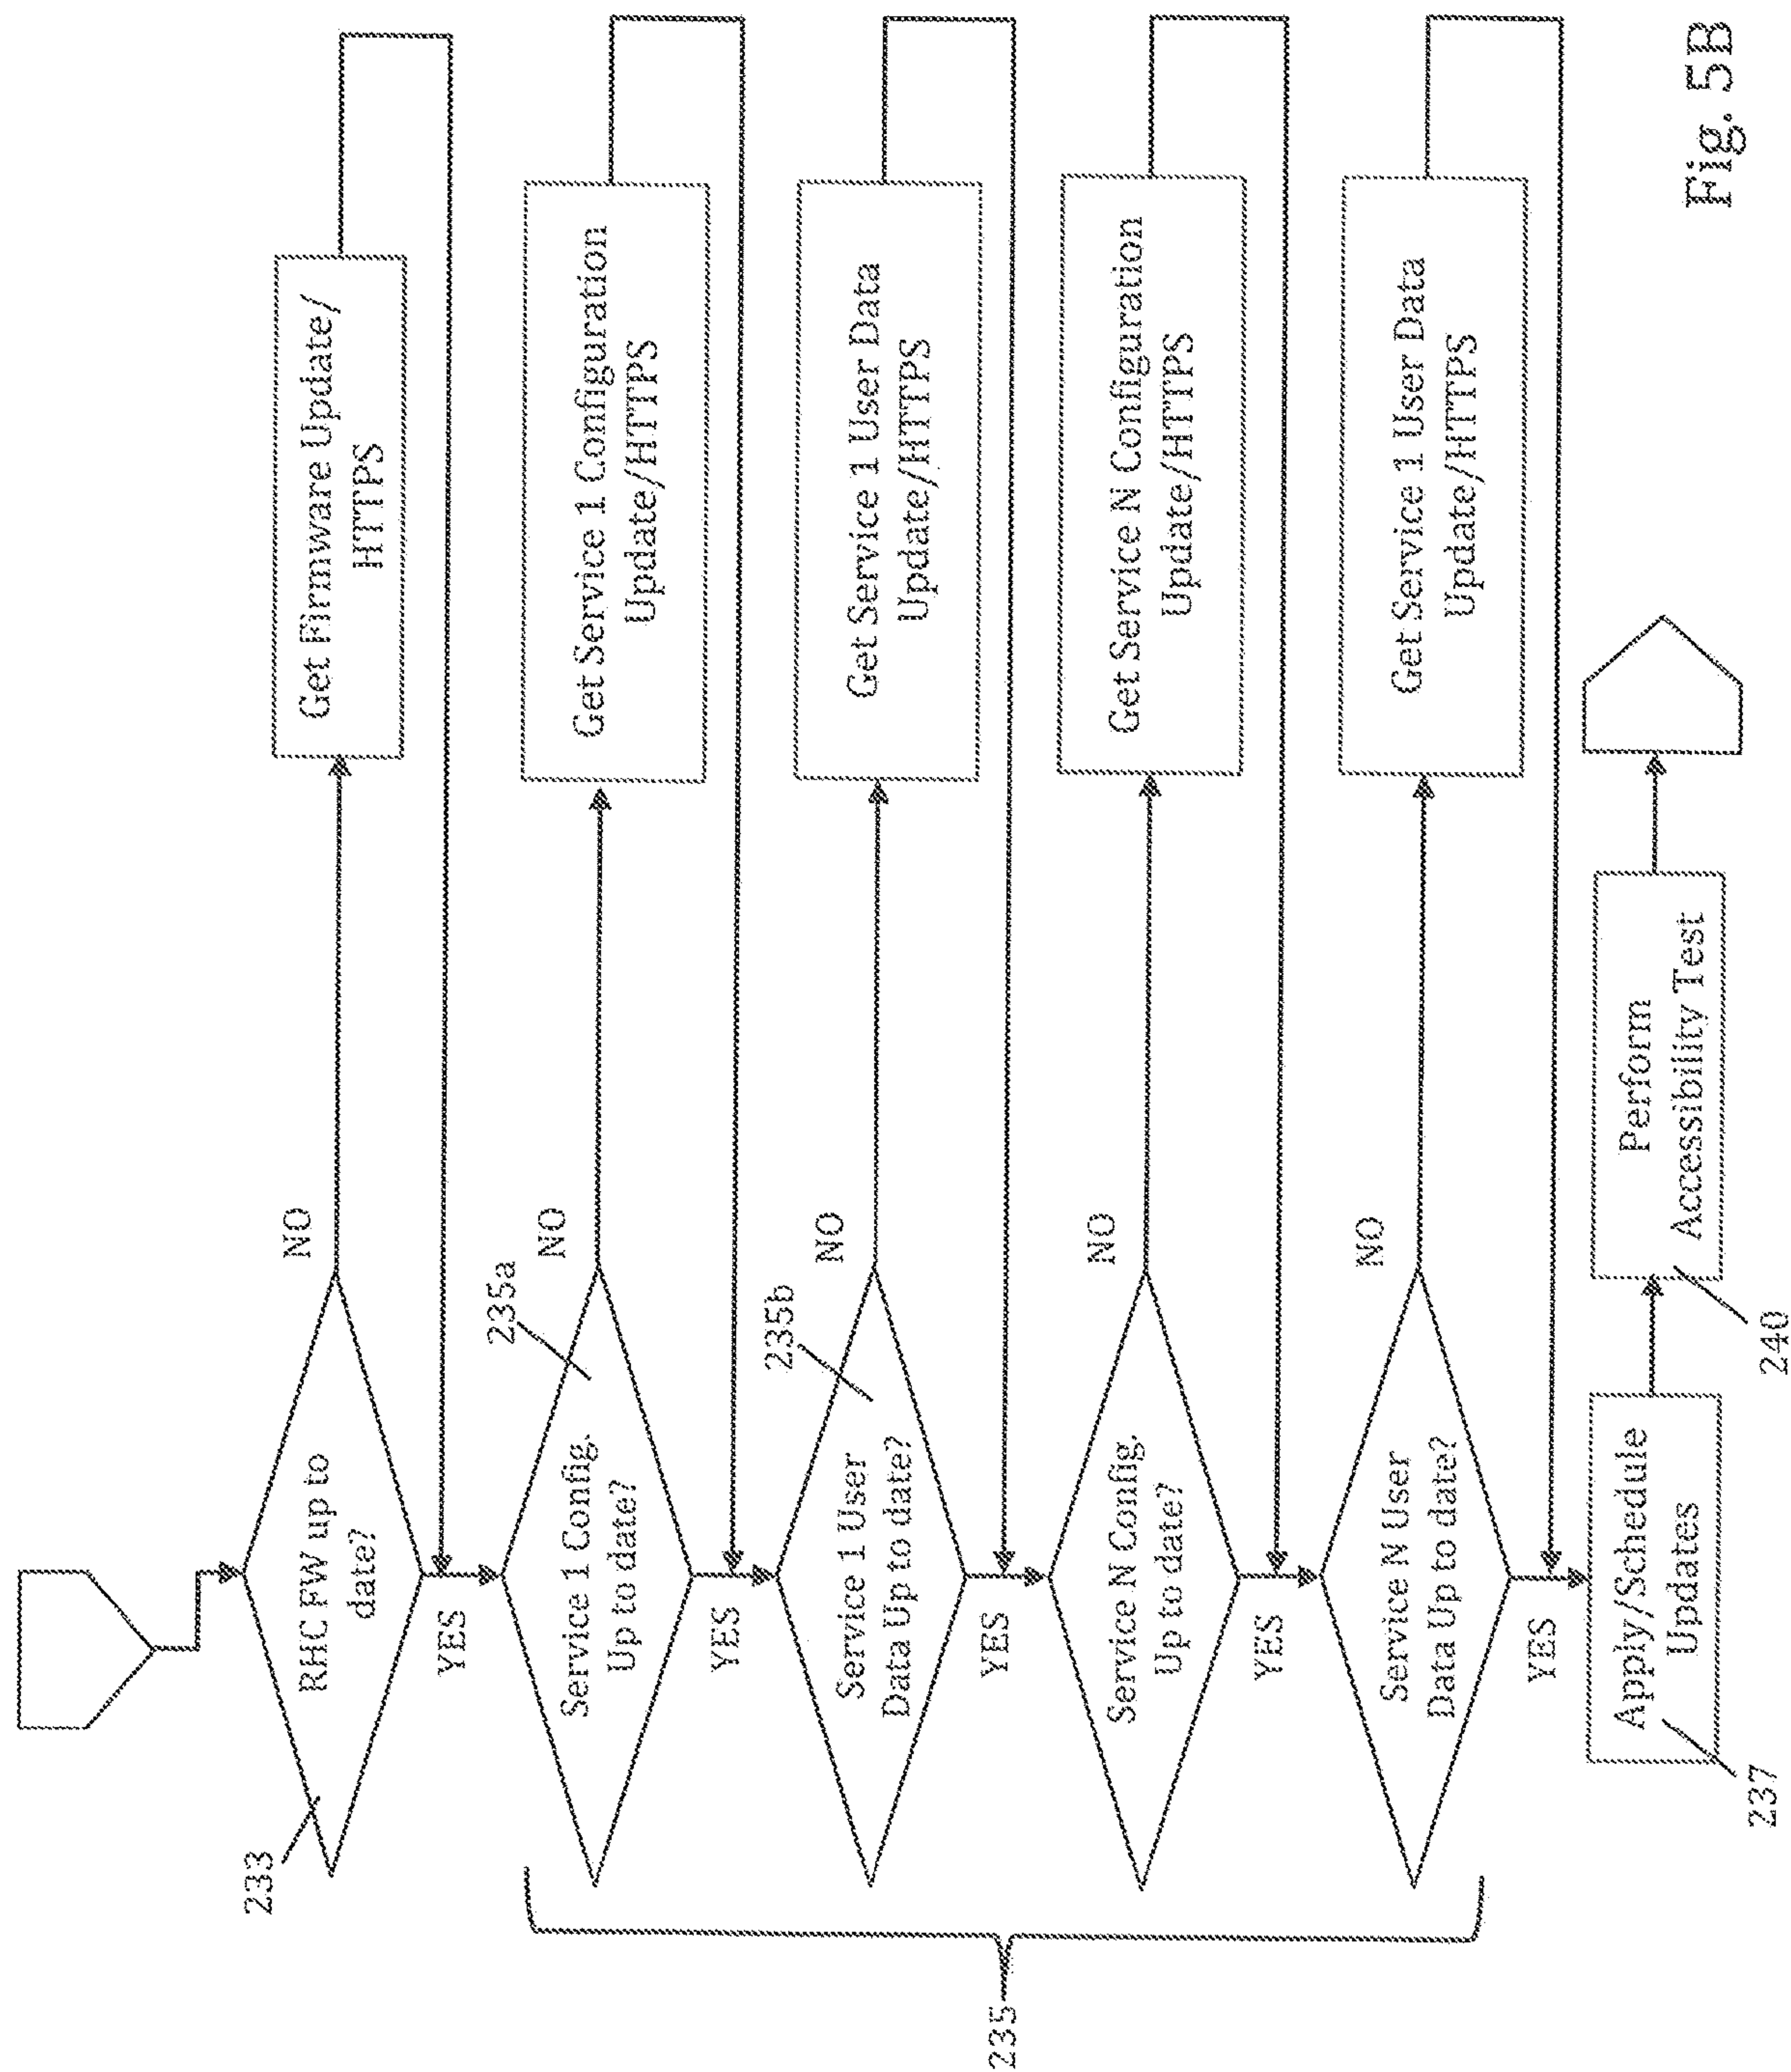 233
RHC FW up to
date?
NO
Get Firmware Update/
HTTPS
YES
235
235a
Service 1 Config.
Up to date?
NO
Get Service 1 Configuration
Update/HTTPS
YES
235b
Service 1 User
Data Up to date?
NO
Get Service 1 User Data
Update/HTTPS
YES
Service N Config.
Up to date?
NO
Get Service N Configuration
Update/HTTPS
YES
Service N User
Data Up to date?
NO
Get Service 1 User Data
Update/HTTPS
YES
Apply/Schedule
Updates
237
Perform
Accessibility Test
240
Fig. 5B